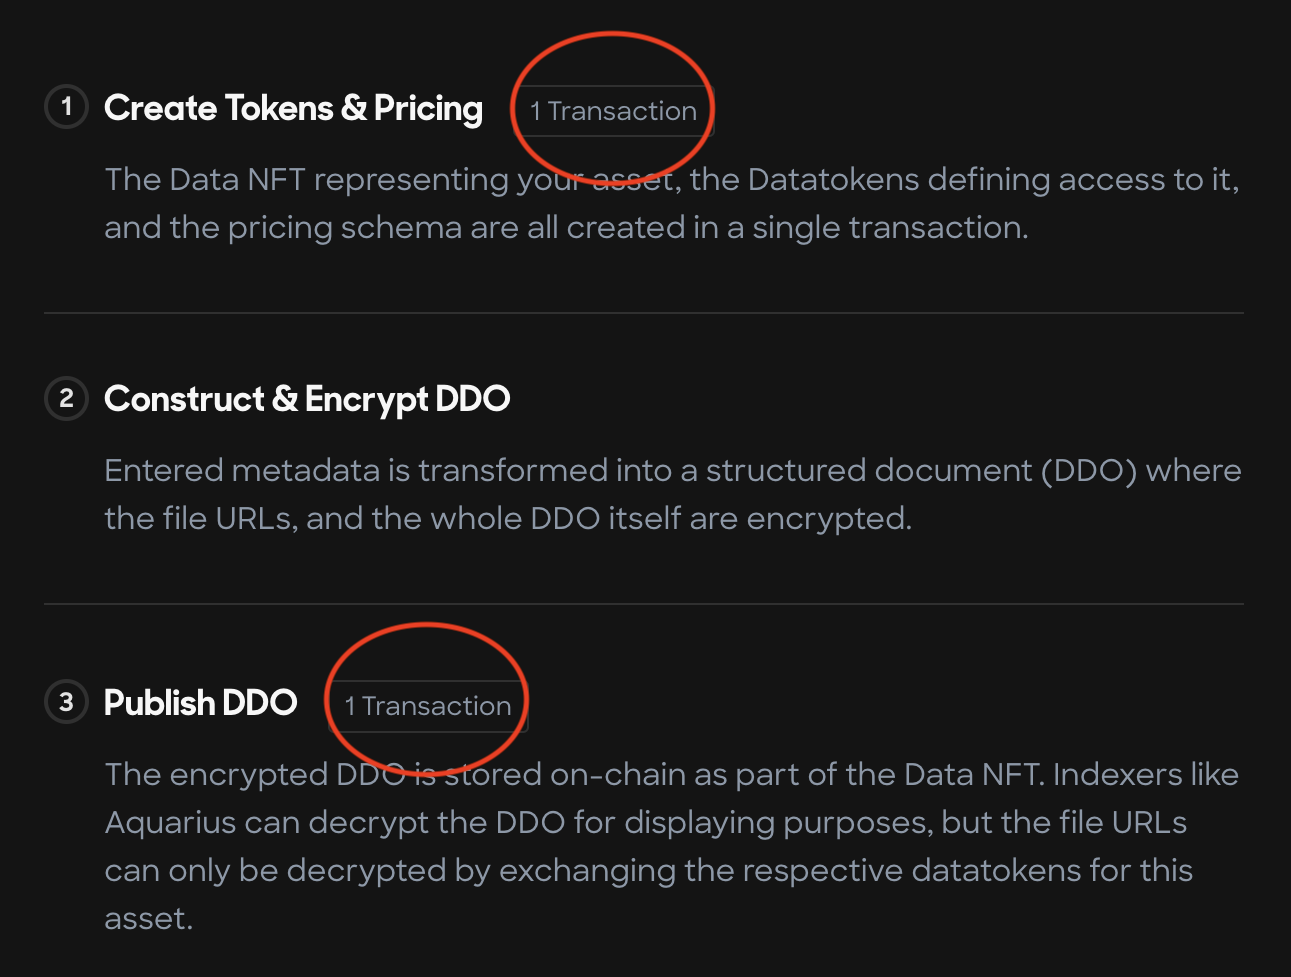 1 Create Tokens & Pricing 1 Transaction
The Data NFT representing your asset, the Datatokens defining access to it,
and the pricing schema are all created in a single transaction.
2 Construct & Encrypt DDO
Entered metadata is transformed into a structured document (DDO) where
the file URLs, and the whole DDO itself are encrypted.
3 Publish DDO 1 Transaction
The encrypted DDO is stored on-chain as part of the Data NFT. Indexers like
Aquarius can decrypt the DDO for displaying purposes, but the file URLs
can only be decrypted by exchanging the respective datatokens for this
asset.